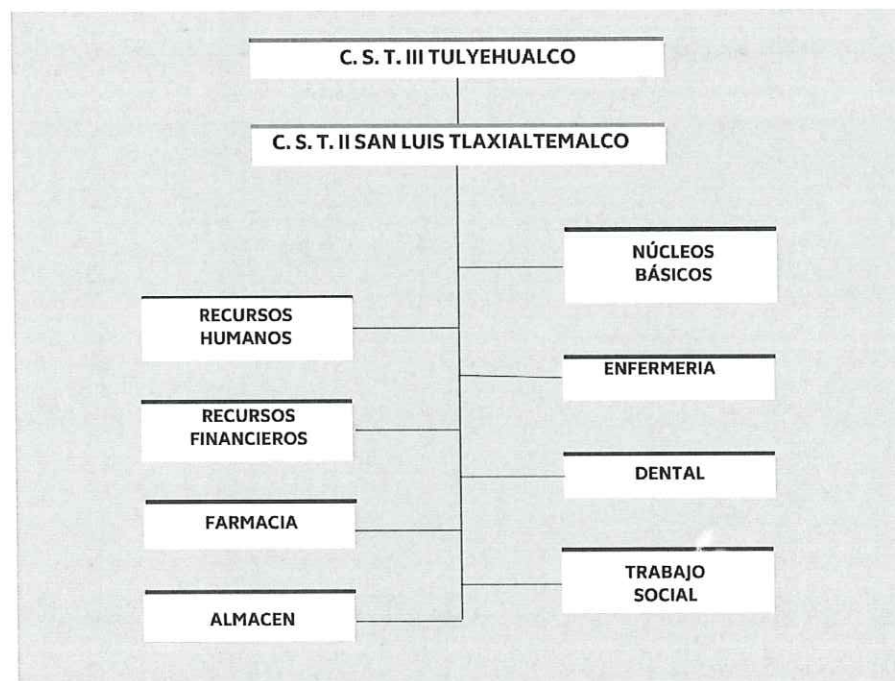 C. S. T. III TULYEHUALCO
C. S. T. II SAN LUIS TLAXIALTEMALCO
NÚCLEOS
BÁSICOS
RECURSOS
HUMANOS
ENFERMERIA
RECURSOS
FINANCIEROS
DENTAL
FARMACIA
TRABAJO
SOCIAL
ALMACEN